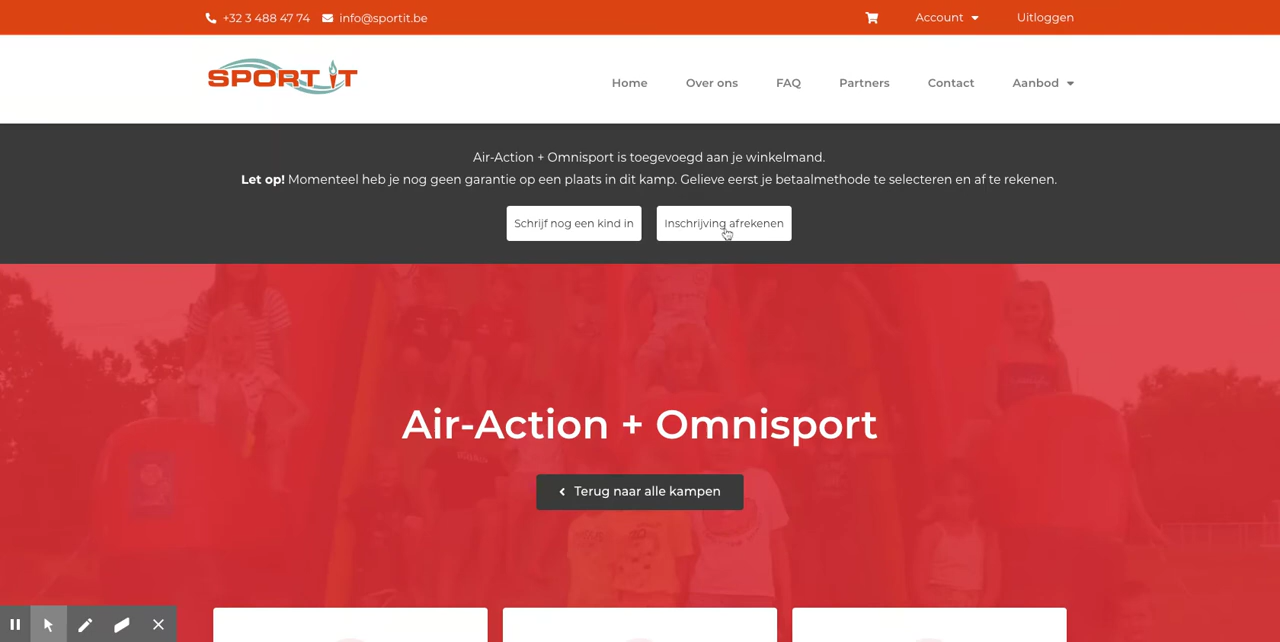 +32 3 488 47 74 info@sportit.be Account Uitloggen
SPORT IT Home Over ons FAQ Partners Contact Aanbod
Air-Action + Omnisport is toegevoegd aan je winkelmand.
Let op! Momenteel heb je nog geen garantie op een plaats in dit kamp. Gelieve eerst je betaalmethode te selecteren en af te rekenen.
Schrijf nog een kind in Inschrijving afrekenen
Air-Action + Omnisport
Terug naar alle kampen